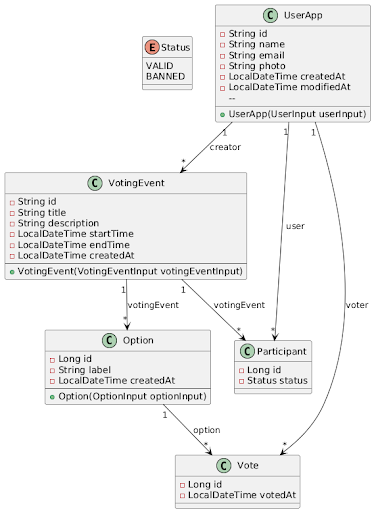 C UserApp
String id
String name
String email
String photo
LocalDateTime createdAt
LocalDateTime modifiedAt
--
UserApp(UserInput userInput)
E Status
VALID
BANNED
1
1
1
creator
*
C VotingEvent
String id
String title
String description
LocalDateTime startTime
LocalDateTime endTime
LocalDateTime createdAt
VotingEvent(VotingEventInput votingEventInput)
user
voter
1
1
votingEvent
votingEvent
*
*
*
C Option
Long id
String label
LocalDateTime createdAt
Option(OptionInput optionInput)
C Participant
Long id
Status status
1
option
*
*
C Vote
Long id
LocalDateTime votedAt